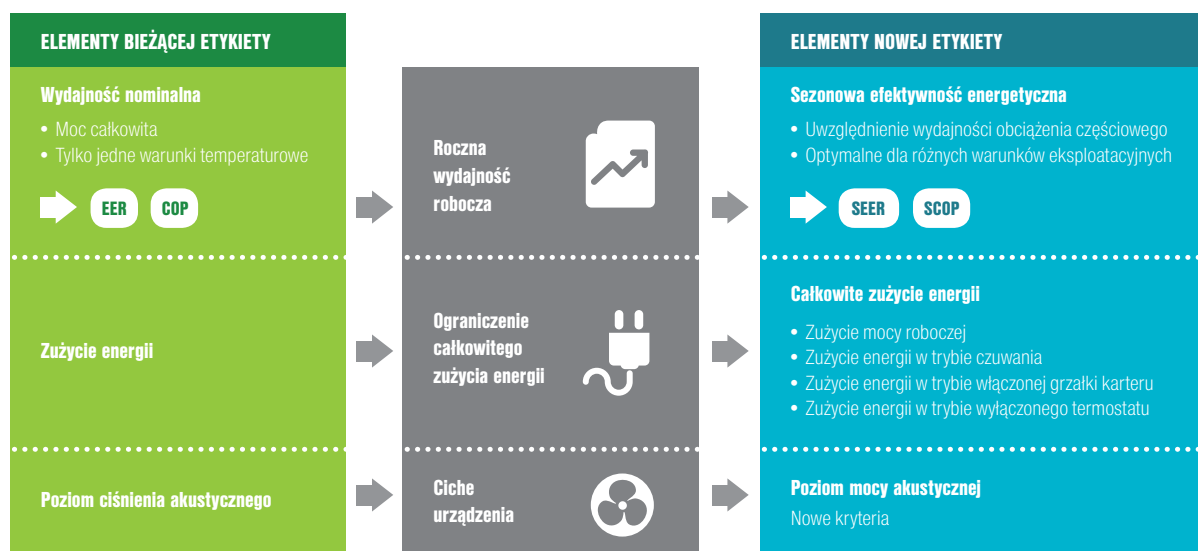 ELEMENTY BIEŻĄCEJ ETYKIETY
Wydajność nominalna
• Moc całkowita
• Tylko jedne warunki temperaturowe
EER COP
Zużycie energii
Poziom ciśnienia akustycznego
Roczna
wydajność
robocza
Ograniczenie
całkowitego
zużycia energii
Ciche
urządzenia
ELEMENTY NOWEJ ETYKIETY
Sezonowa efektywność energetyczna
• Uwzględnienie wydajności obciążenia częściowego
• Optymalne dla różnych warunków eksploatacyjnych
SEER SCOP
Całkowite zużycie energii
• Zużycie mocy roboczej
• Zużycie energii w trybie czuwania
• Zużycie energii w trybie włączonej grzałki karteru
• Zużycie energii w trybie wyłączonego termostatu
Poziom mocy akustycznej
Nowe kryteria